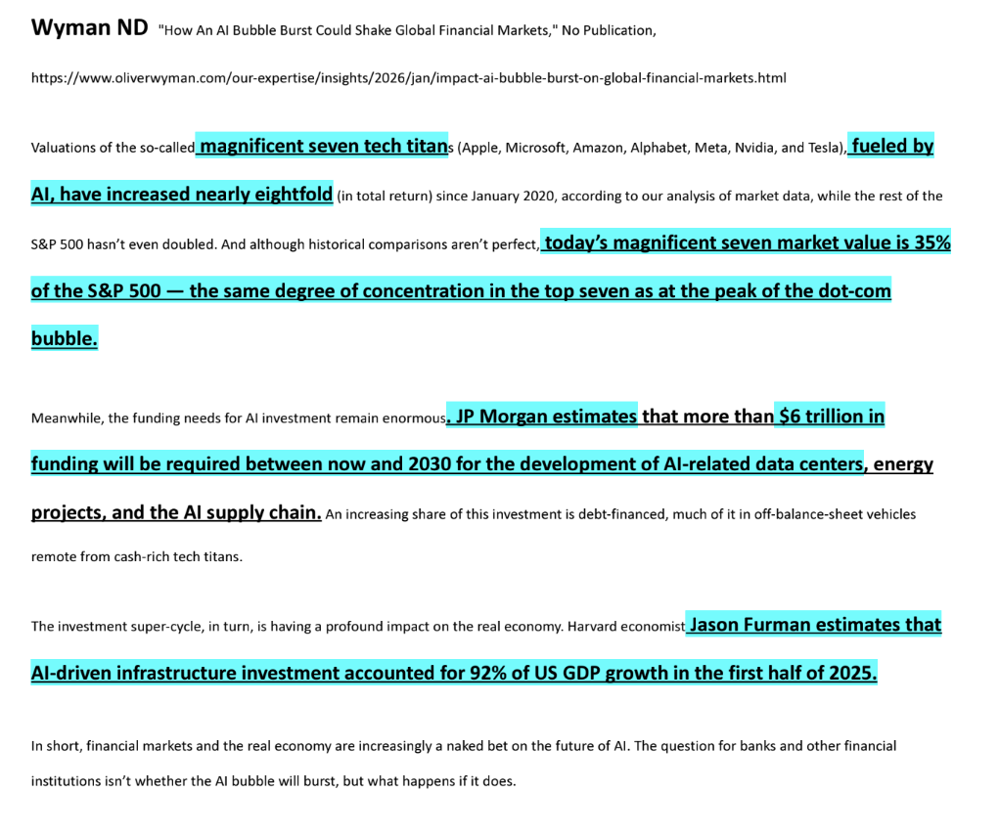 Wyman ND "How An AI Bubble Burst Could Shake Global Financial Markets," No Publication,
https://www.oliverwyman.com/our-expertise/insights/2026/jan/impact-ai-bubble-burst-on-global-financial-markets.html
Valuations of the so-called magnificent seven tech titans (Apple, Microsoft, Amazon, Alphabet, Meta, Nvidia, and Tesla), fueled by
AI, have increased nearly eightfold (in total return) since January 2020, according to our analysis of market data, while the rest of the
S&P 500 hasn’t even doubled. And although historical comparisons aren’t perfect, today’s magnificent seven market value is 35%
of the S&P 500 — the same degree of concentration in the top seven as at the peak of the dot-com
bubble.
Meanwhile, the funding needs for AI investment remain enormous. JP Morgan estimates that more than $6 trillion in
funding will be required between now and 2030 for the development of AI-related data centers, energy
projects, and the AI supply chain. An increasing share of this investment is debt-financed, much of it in off-balance-sheet vehicles
remote from cash-rich tech titans.
The investment super-cycle, in turn, is having a profound impact on the real economy. Harvard economist Jason Furman estimates that
AI-driven infrastructure investment accounted for 92% of US GDP growth in the first half of 2025.
In short, financial markets and the real economy are increasingly a naked bet on the future of AI. The question for banks and other financial
institutions isn’t whether the AI bubble will burst, but what happens if it does.